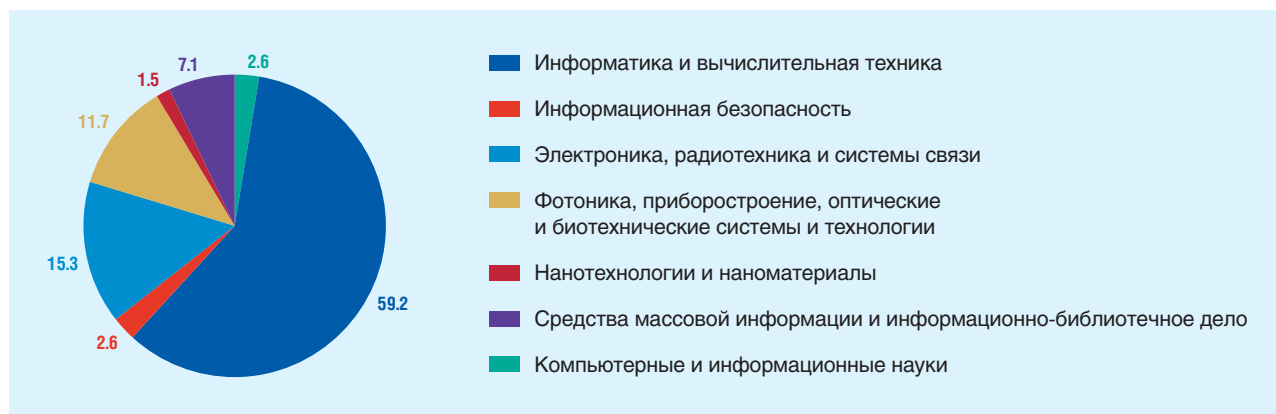 2.6
7.1
1.5
11.7
15.3
2.6
59.2
Информатика и вычислительная техника
Информационная безопасность
Электроника, радиотехника и системы связи
Фотоника, приборостроение, оптические
и биотехнические системы и технологии
Нанотехнологии и наноматериалы
Средства массовой информации и информационно-библиотечное дело
Компьютерные и информационные науки